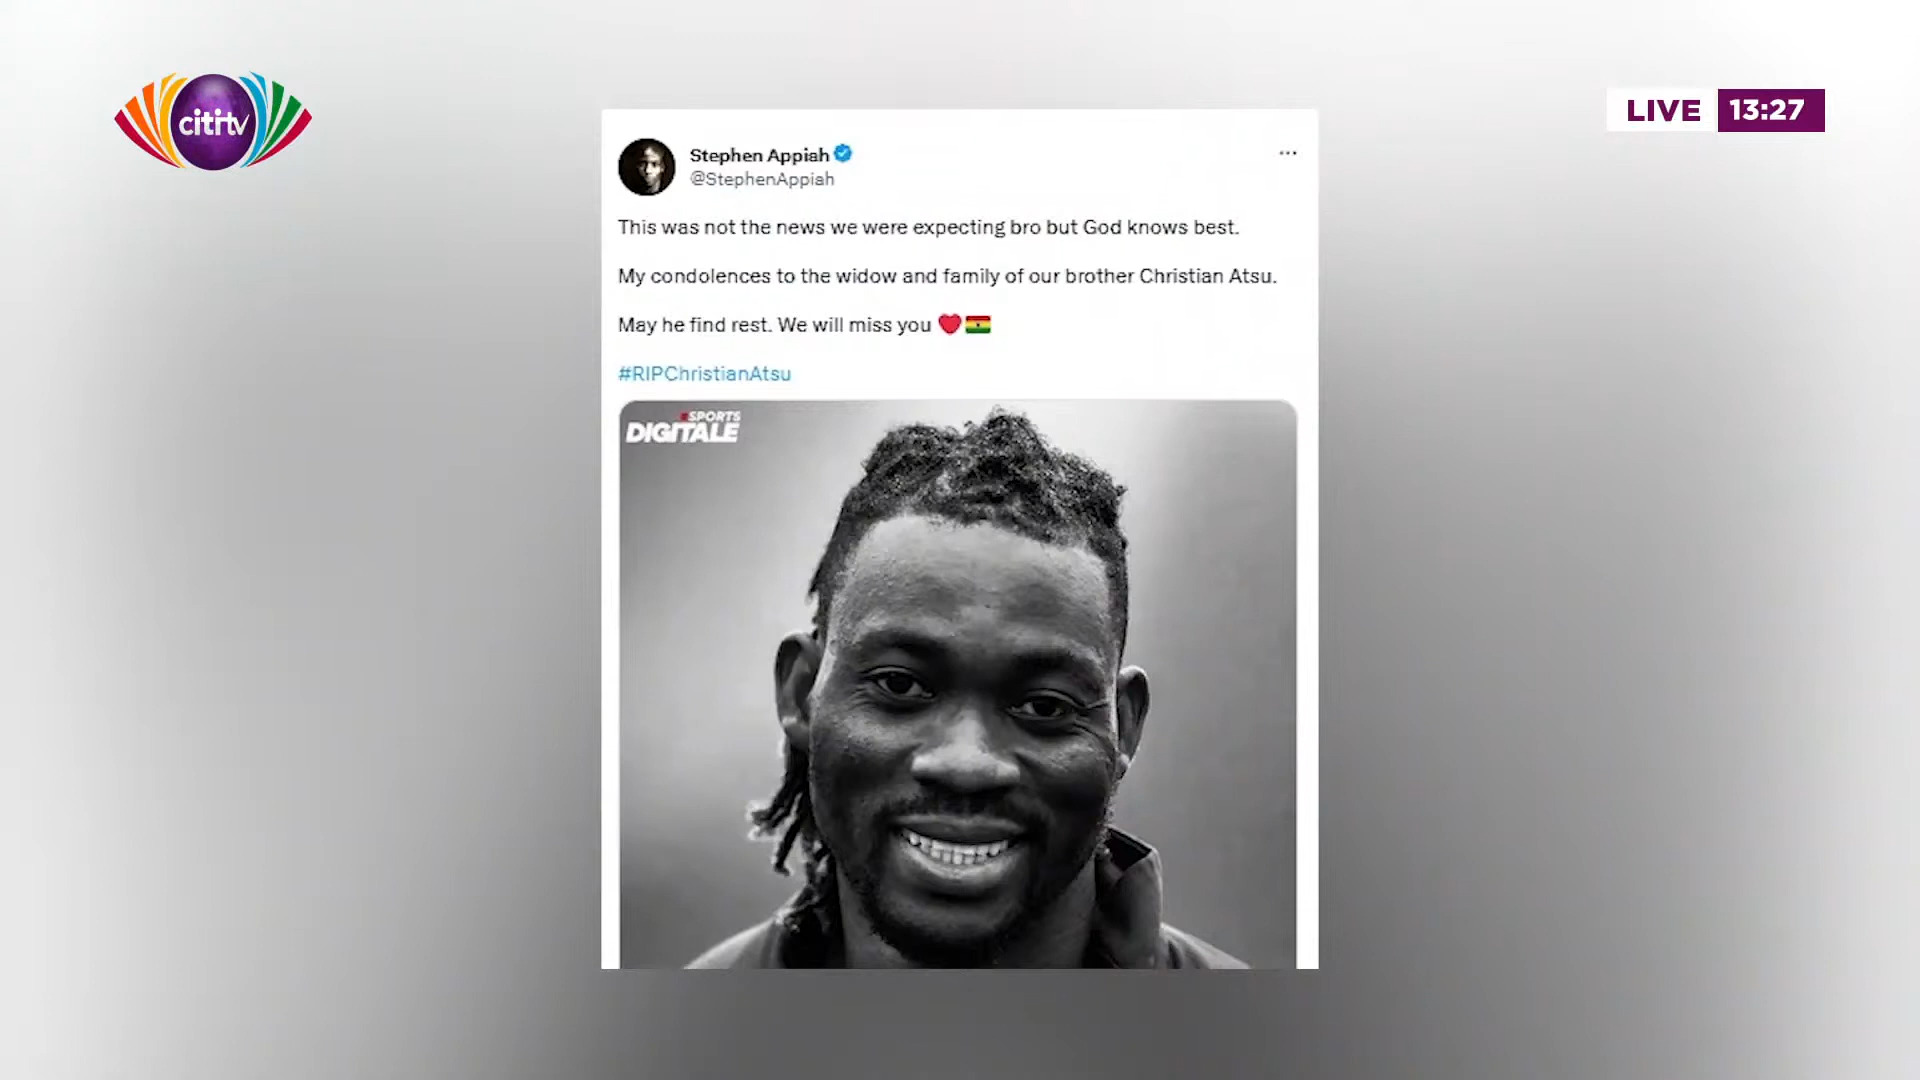 cititv
LIVE 13:27
Stephen Appiah
@StephenAppiah
This was not the news we were expecting bro but God knows best.
My condolences to the widow and family of our brother Christian Atsu.
May he find rest. We will miss you ❤️🇬🇭
#RIPChristianAtsu
SPORTS
DIGITALE